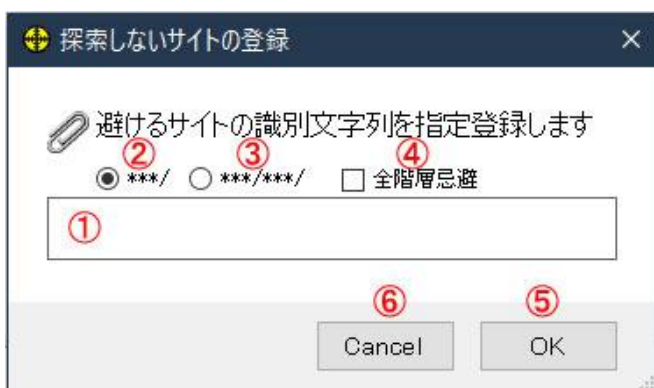 探索しないサイトの登録
避けるサイトの識別文字列を指定登録します
② ③ ④
***/ ***/***/ 全階層忌避
①
⑥ ⑤
Cancel OK